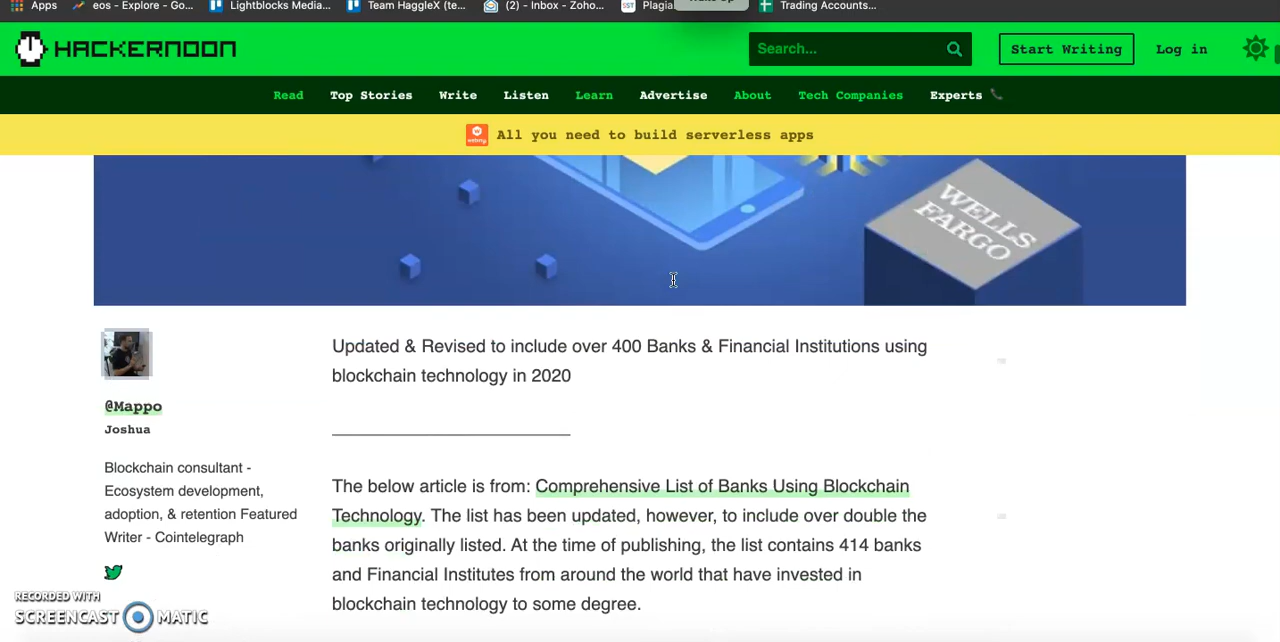 Apps eos - Explore - Go... Lightblocks Media... Team HaggleX (te... (2) - Inbox - Zoho... SST Plagia Trading Accounts...
HACKERNOON Search... Start Writing Log in
Read Top Stories Write Listen Learn Advertise About Tech Companies Experts
All you need to build serverless apps
WELLS
FARGO
Updated & Revised to include over 400 Banks & Financial Institutions using
blockchain technology in 2020
@Mappo
Joshua
Blockchain consultant -
Ecosystem development,
adoption, & retention Featured
Writer - Cointelegraph
The below article is from: Comprehensive List of Banks Using Blockchain
Technology. The list has been updated, however, to include over double the
banks originally listed. At the time of publishing, the list contains 414 banks
and Financial Institutes from around the world that have invested in
blockchain technology to some degree.
RECORDED WITH
SCREENCAST MATIC